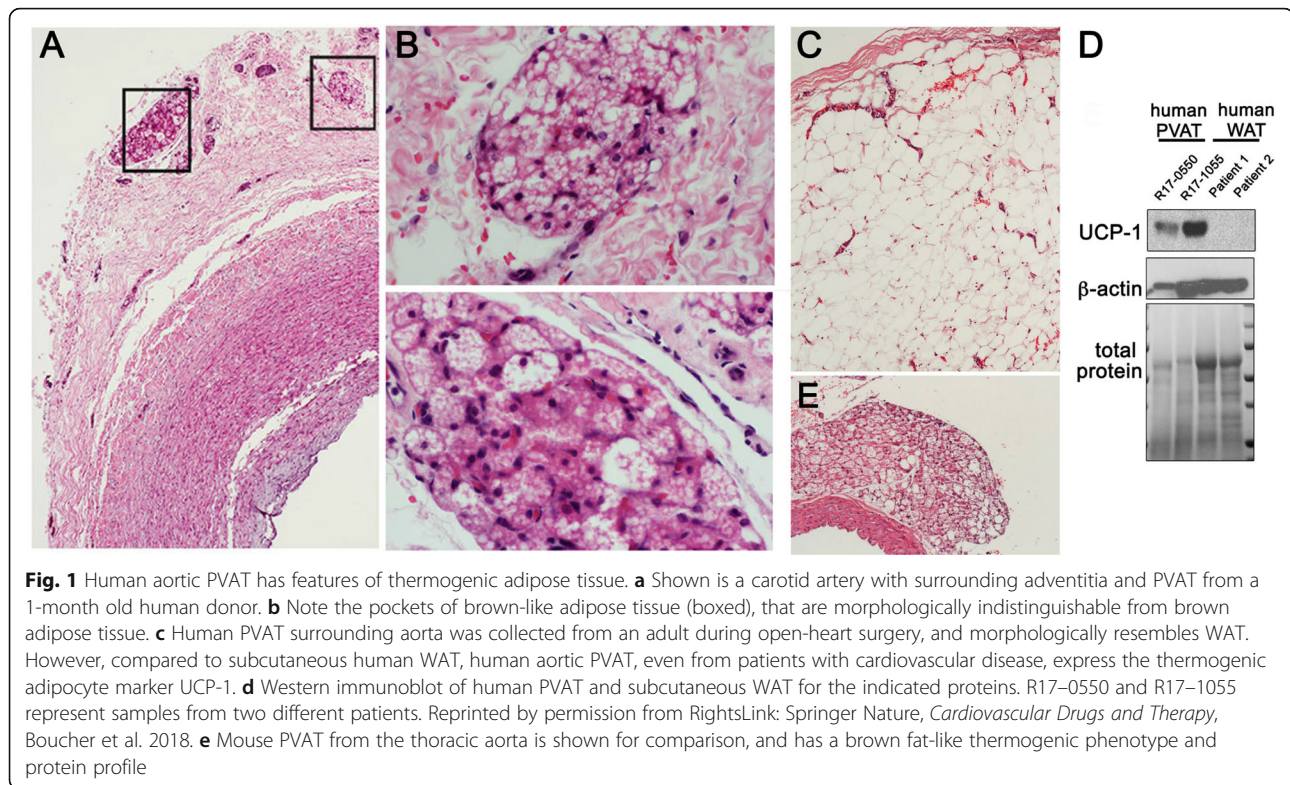 A
B
C
D
human human
PVAT WAT
R17-0550
R17-1055
Patient 1
Patient 2
UCP-1
β-actin
total
protein
E
Fig. 1 Human aortic PVAT has features of thermogenic adipose tissue. a Shown is a carotid artery with surrounding adventitia and PVAT from a
1-month old human donor. b Note the pockets of brown-like adipose tissue (boxed), that are morphologically indistinguishable from brown
adipose tissue. c Human PVAT surrounding aorta was collected from an adult during open-heart surgery, and morphologically resembles WAT.
However, compared to subcutaneous human WAT, human aortic PVAT, even from patients with cardiovascular disease, express the thermogenic
adipocyte marker UCP-1. d Western immunoblot of human PVAT and subcutaneous WAT for the indicated proteins. R17–0550 and R17–1055
represent samples from two different patients. Reprinted by permission from RightsLink: Springer Nature, Cardiovascular Drugs and Therapy,
Boucher et al. 2018. e Mouse PVAT from the thoracic aorta is shown for comparison, and has a brown fat-like thermogenic phenotype and
protein profile